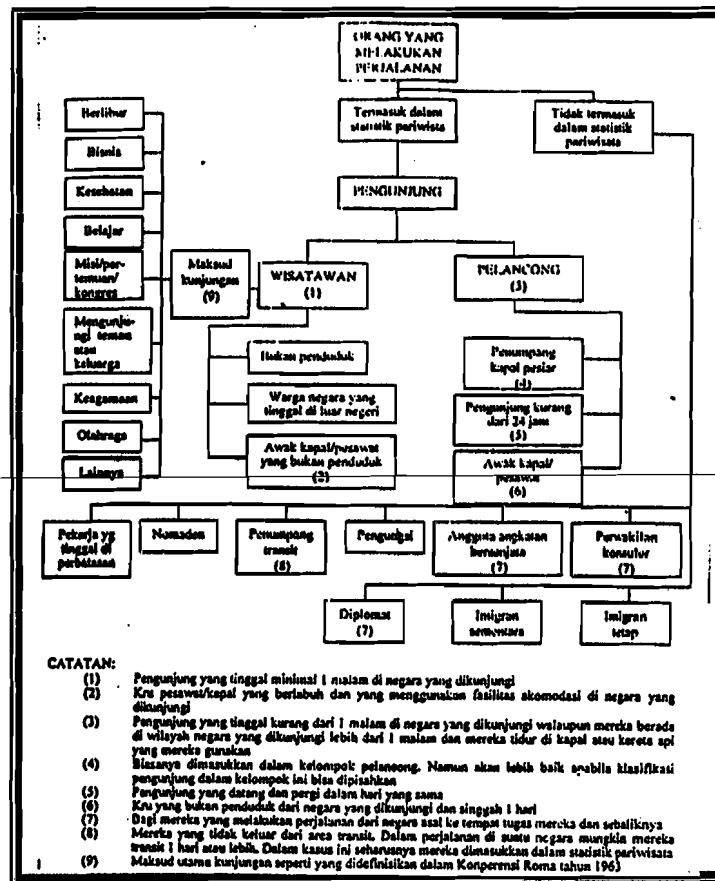 ORANG YANG
MELAKUKAN
PERJALANAN
Termasuk dalam
statistik pariwista
Tidak termasuk
dalam statistik
pariwisata
PENGUNJUNG
Berlibur
Bisnis
Kesehatan
Belajar
Misi/per-
temuan/
kongres
Mengunju-
ngi teman
atau
keluarga
Keagamaan
Olahraga
Lainnya
Maksud
kunjungan
(9)
WISATAWAN
(1)
PELANCONG
(3)
Bukan penduduk
Warga negara yang
tinggal di luar negeri
Awak kapal/pesawat
yang bukan penduduk
(2)
Penumpang
kapal pesiar
(4)
Pengunjung kurang
dari 24 jam
(5)
Awak kapal/
pesawat
(6)
Pekerja yg
tinggal di
perbatasan
Nomaden
Penumpang
transit
(8)
Pengungsi
Anggota angkatan
bersenjata
(7)
Perwakilan
konsuler
(7)
Diplomat
(7)
Imigran
sementara
Imigran
tetap
CATATAN:
(1) Pengunjung yang tinggal minimal 1 malam di negara yang dikunjungi
(2) Kru pesawat/kapal yang berlabuh dan yang menggunakan fasilitas akomodasi di negara yang
dikunjungi
(3) Pengunjung yang tinggal kurang dari 1 malam di negara yang dikunjungi walaupun mereka berada
di wilayah negara yang dikunjungi lebih dari 1 malam dan mereka tidur di kapal atau kereta api
yang mereka gunakan
(4) Biasanya dimasukkan dalam kelompok pelancong. Namun akan lebih baik apabila klasifikasi
pengunjung dalam kelompok ini bisa dipisahkan
(5) Pengunjung yang datang dan pergi dalam hari yang sama
(6) Kru yang bukan penduduk dari negara yang dikunjungi dan singgah 1 hari
(7) Bagi mereka yang melakukan perjalanan dari negara asal ke tempat tugas mereka dan sebaliknya
(8) Mereka yang tidak keluar dari area transit. Dalam perjalanan di suatu negara mungkin mereka
transit 1 hari atau lebih. Dalam kasus ini seharusnya mereka dimasukkan dalam statistik pariwisata
(9) Maksud utama kunjungan seperti yang didefinisikan dalam Konperensi Roma tahun 1963